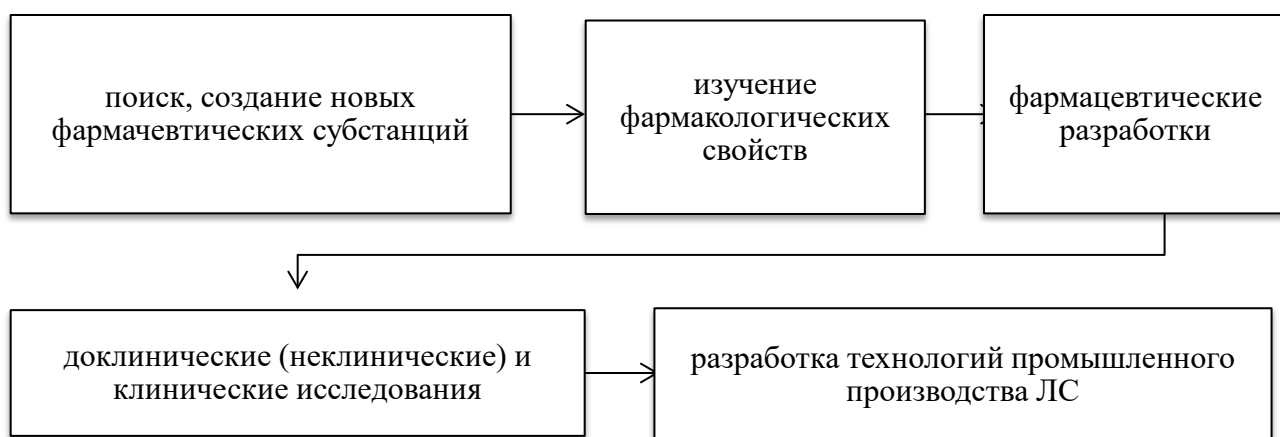 поиск, создание новых
фармачевтических субстанций
изучение
фармакологических
свойств
фармацевтические
разработки
доклинические (неклинические) и
клинические исследования
разработка технологий промышленного
производства ЛС